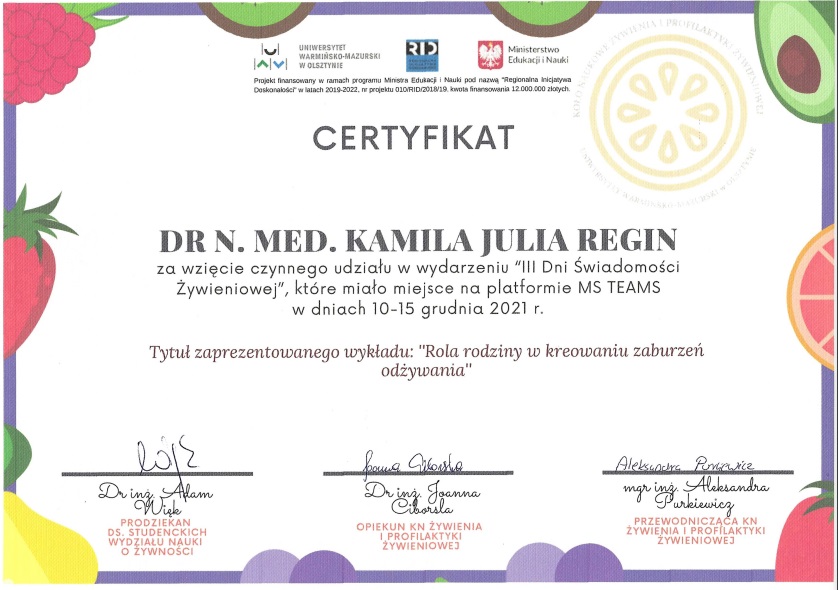 UNIWERSYTET
WARMIŃSKO-MAZURSKI
W OLSZTYNIE
RID
Ministerstwo
Edukacji i Nauki
Projekt finansowany w ramach programu Ministra Edukacji i Nauki pod nazwą "Regionalna Inicjatywa
Doskonałości" w latach 2019-2022, nr projektu 010/RID/2018/19, kwota finansowania 12.000.000 złotych.
KOŁO NAUKOWE ŻYWIENIA I PROFILAKTYKI ŻYWIENIOWEJ
UNIWERSYTET WARMIŃSKO-MAZURSKI W OLSZTYNIE
CERTYFIKAT
DR N. MED. KAMILA JULIA REGIN
za wzięcie czynnego udziału w wydarzeniu "III Dni Świadomości
Żywieniowej", które miało miejsce na platformie MS TEAMS
w dniach 10-15 grudnia 2021 r.
Tytuł zaprezentowanego wykładu: "Rola rodziny w kreowaniu zaburzeń
odżywania"
Joanna Ciborska
Aleksandra Purkiewicz
Dr inż. Adam
Więk
PRODZIEKAN
DS. STUDENCKICH
WYDZIAŁU NAUKI
O ŻYWNOŚCI
Dr inż. Joanna
Ciborska
OPIEKUN KN ŻYWIENIA
I PROFILAKTYKI
ŻYWIENIOWEJ
mgr inż. Aleksandra
Purkiewicz
PRZEWODNICZĄCA KN
ŻYWIENIA I PROFILAKTYKI
ŻYWIENIOWEJ